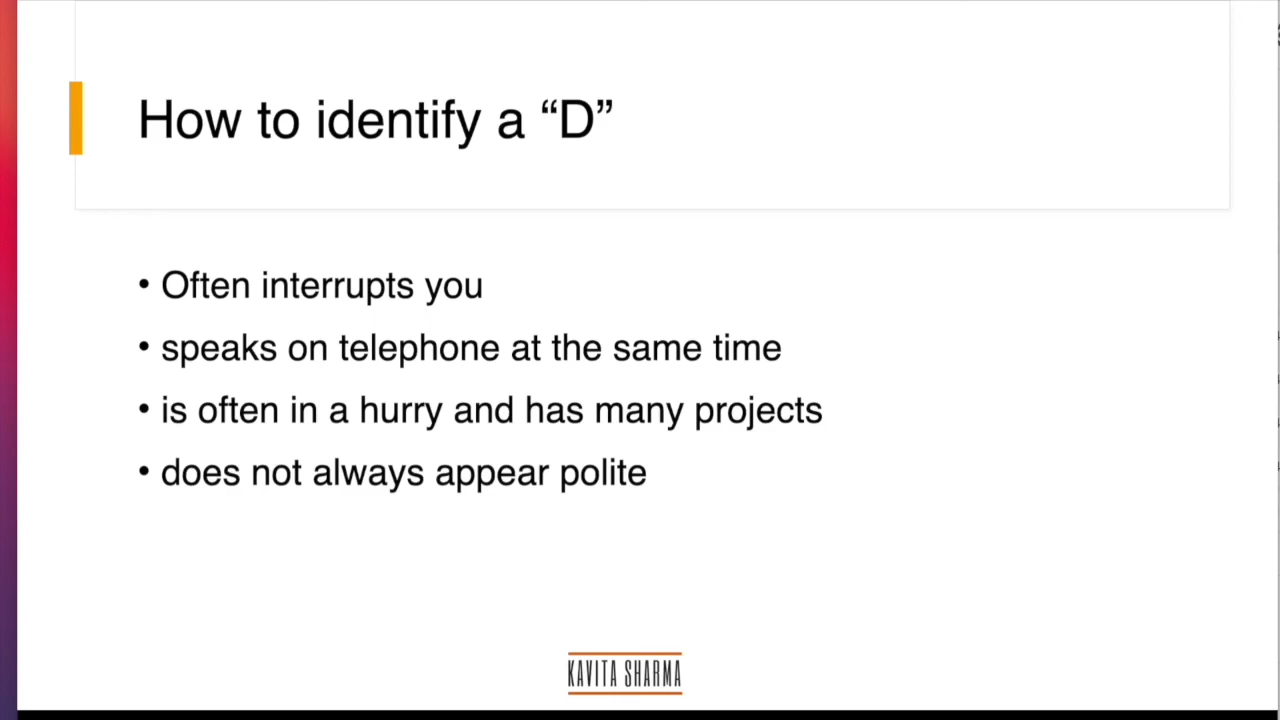 How to identify a “D”
• Often interrupts you
• speaks on telephone at the same time
• is often in a hurry and has many projects
• does not always appear polite
KAVITA SHARMA